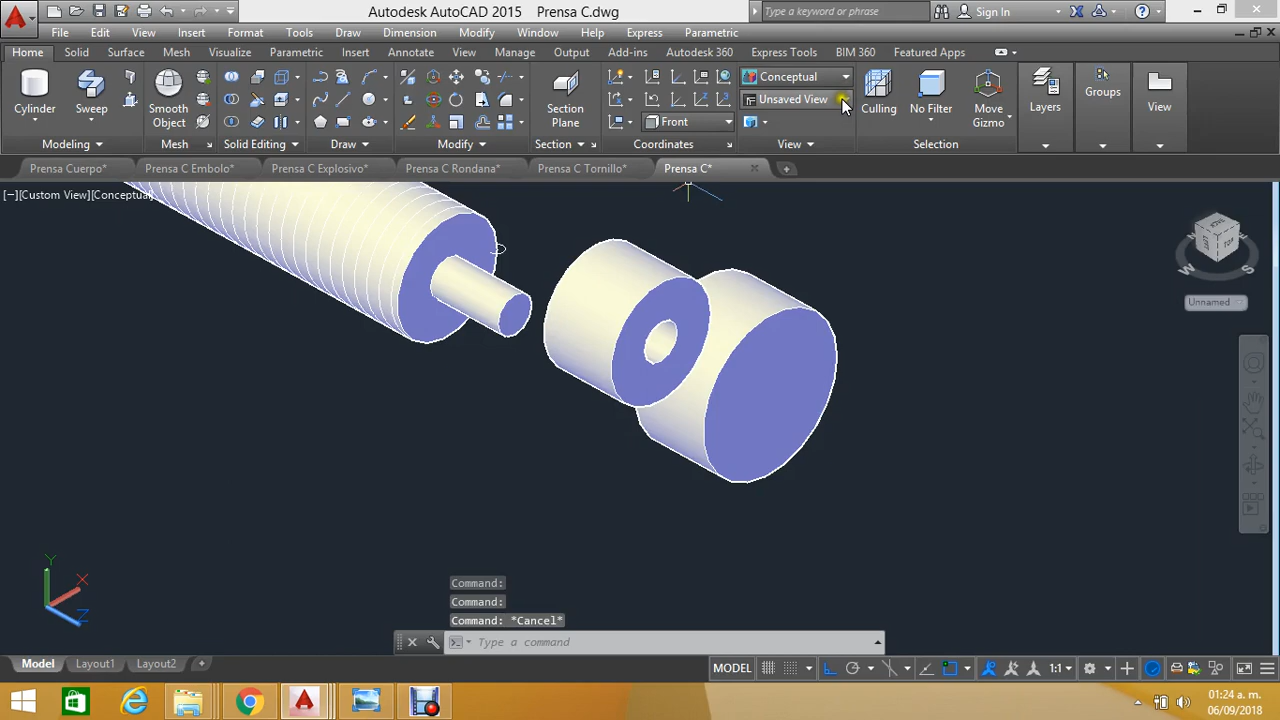 Autodesk AutoCAD 2015 Prensa C.dwg
Type a keyword or phrase
Sign In
File Edit View Insert Format Tools Draw Dimension Modify Window Help Express Parametric
Home Solid Surface Mesh Visualize Parametric Insert Annotate View Manage Output Add-ins Autodesk 360 Express Tools BIM 360 Featured Apps
Cylinder Sweep Smooth Object Section Plane Front Conceptual Unsaved View Culling No Filter Move Gizmo Layers Groups View
Modeling Mesh Solid Editing Draw Modify Section Coordinates View Selection
Prensa Cuerpo* Prensa C Embolo* Prensa C Explosivo* Prensa C Rondana* Prensa C Tornillo* Prensa C*
[−][Custom View][Conceptual]
W S
Unnamed
Y
X
Z
Command:
Command:
Command: *Cancel*
Type a command
Model Layout1 Layout2 MODEL 1:1
01:24 a. m.
06/09/2018